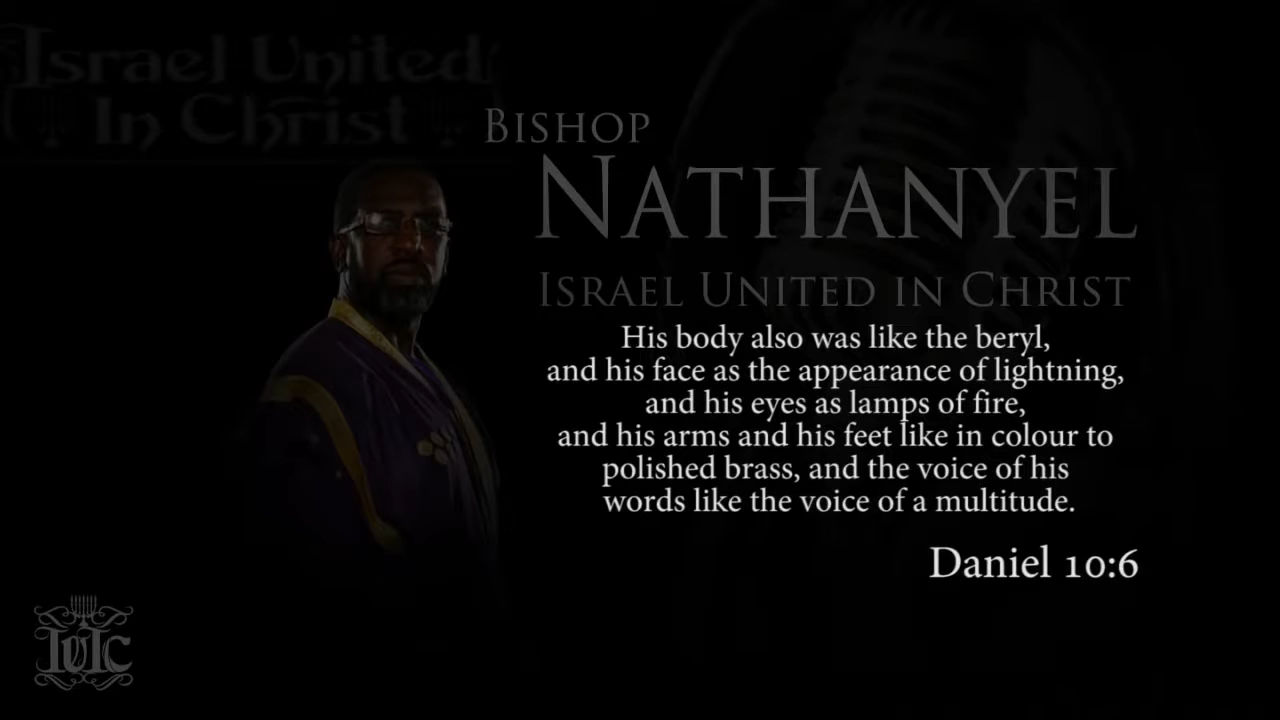 Israel United
In Christ
BISHOP
NATHANYEL
ISRAEL UNITED IN CHRIST
His body also was like the beryl,
and his face as the appearance of lightning,
and his eyes as lamps of fire,
and his arms and his feet like in colour to
polished brass, and the voice of his
words like the voice of a multitude.
Daniel 10:6
IUIC